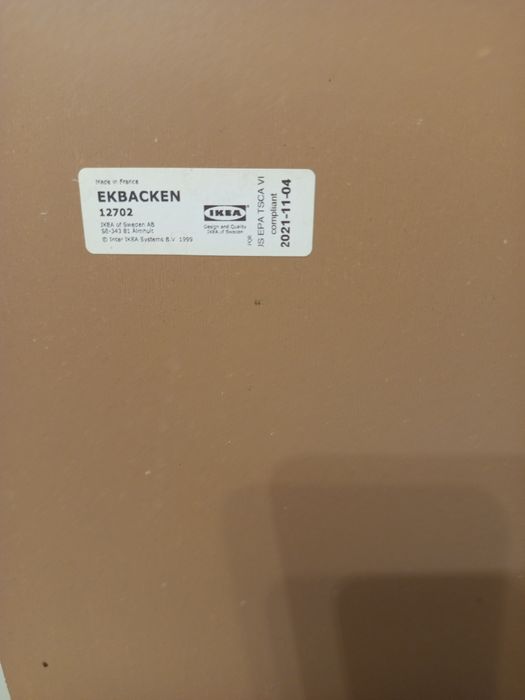 Made in France
EKBACKEN
12702
IKEA of Sweden AB
SE-343 81 Älmhult
© Inter IKEA Systems B.V. 1999
IKEA®
Design and Quality
IKEA of Sweden
FOR
JS EPA TSCA VI
compliant
2021-11-04